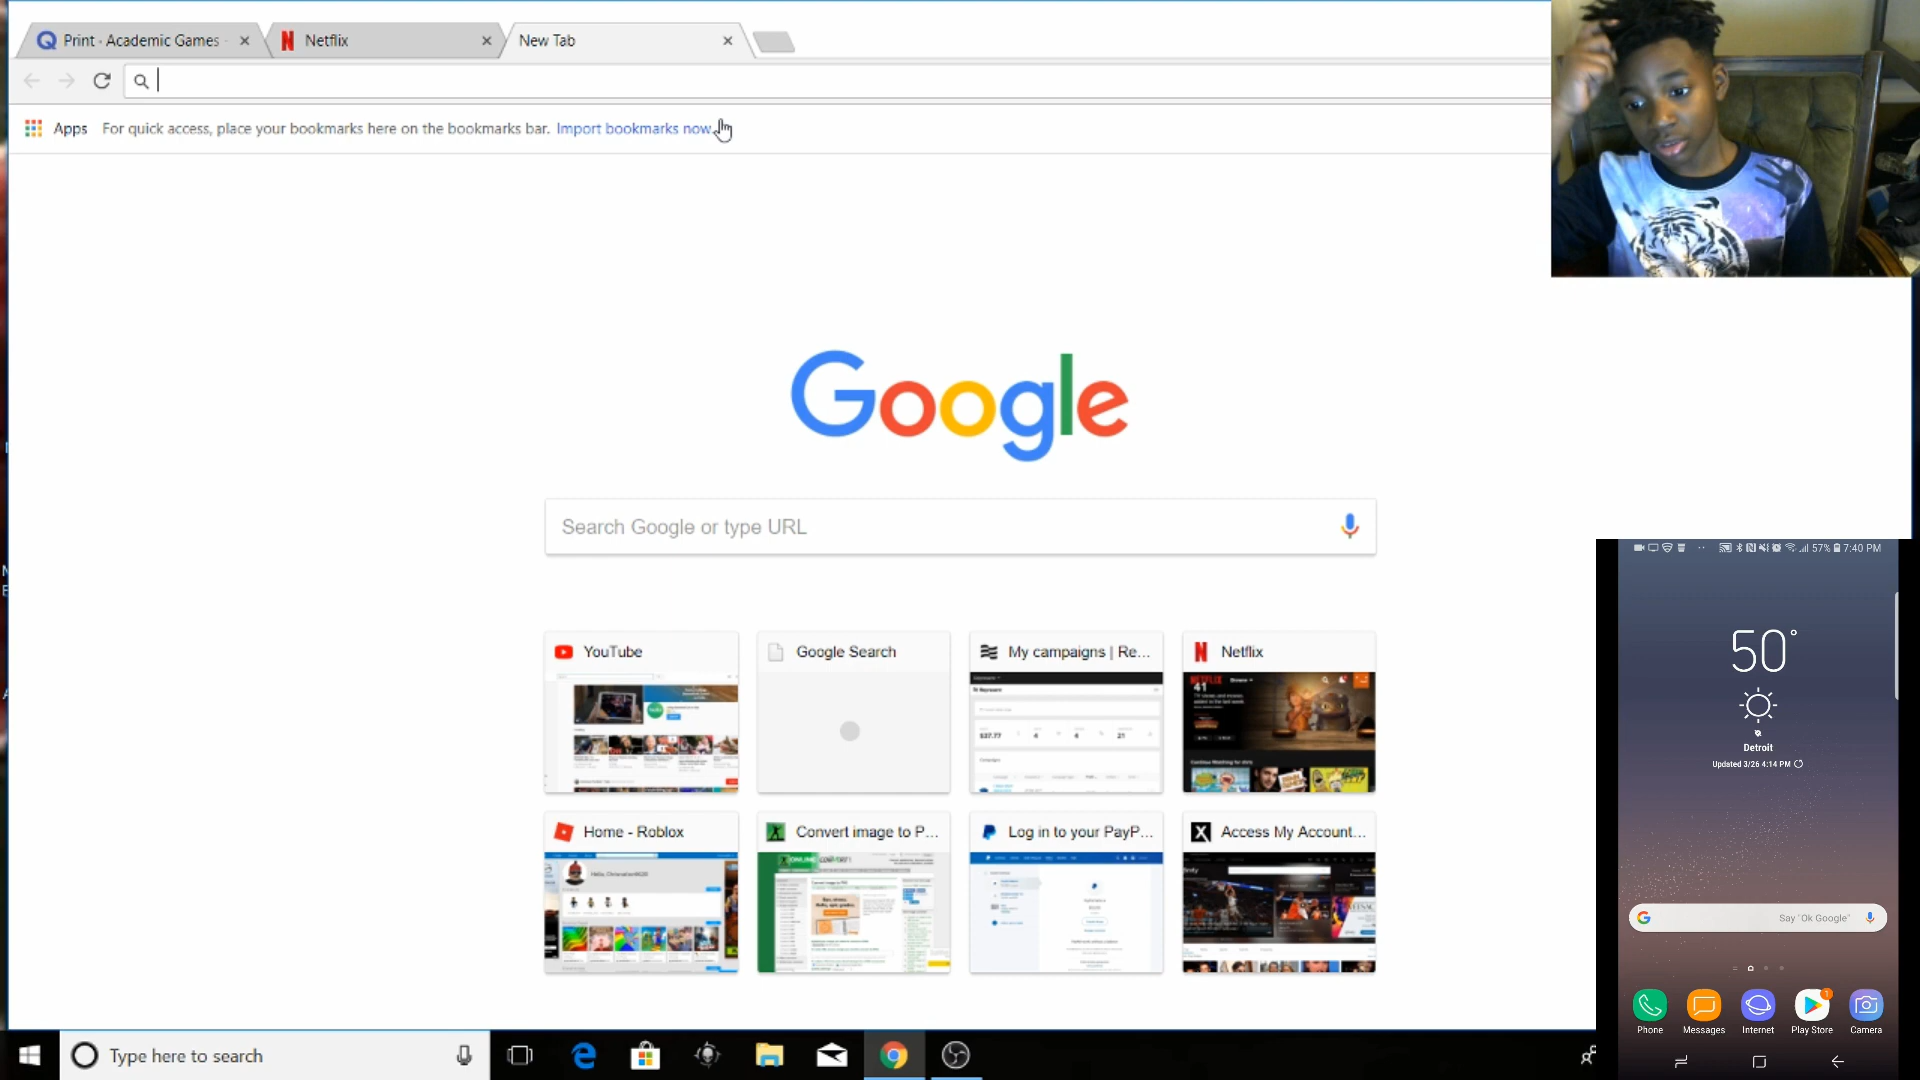 Print - Academic Games -
Netflix
New Tab
Apps For quick access, place your bookmarks here on the bookmarks bar. Import bookmarks now...
Google
Search Google or type URL
YouTube
Google Search
My campaigns | Re...
Netflix
Home - Roblox
Convert image to P...
Log in to your PayP...
Access My Account...
57% 7:40 PM
50°
Detroit
Updated 3/26 4:14 PM
Say "Ok Google"
1
Phone
Messages
Internet
Play Store
Camera
Type here to search